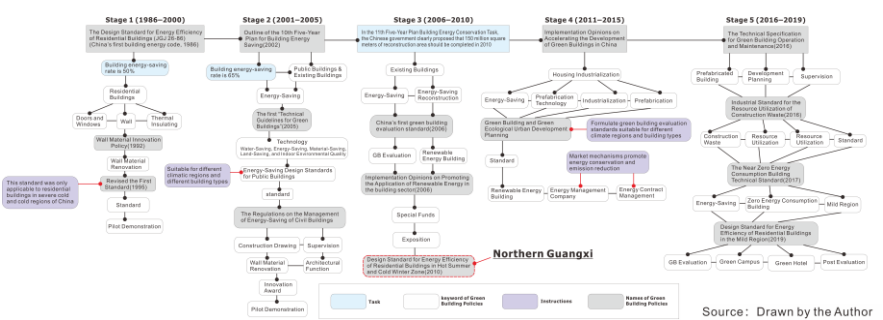 Stage 1 (1986−2000)
The Design Standard for Energy Efficiency
of Residential Buildings (JGJ 26-86)
(China's first building energy code, 1986)
Building energy-saving
rate is 50%
Residential
Buildings
Doors and
Windows
Wall
Thermal
Insulating
Wall Material Innovation
Policy(1992)
Wall Material
Renovation
This standard was only
applicable to residential
buildings in severe cold
and cold regions of China
Revised the First
Standard(1995)
Standard
Pilot Demonstration
Stage 2 (2001−2005)
Outline of the 10th Five-Year
Plan for Building Energy
Saving(2002)
Building energy-saving
rate is 65%
Public Buildings &
Existing Buildings
Energy-Saving
The first 'Technical
Guidelines for Green
Buildings'(2005)
Technology
Water-Saving, Energy-Saving, Material-Saving,
Land-Saving, and Indoor Environmental Quality
Suitable for different
climatic regions and
different building types
Energy-Saving Design Standards
for Public Buildings
standard
The Regulations on the Management
of Energy-Saving of Civil Buildings
Construction Drawing
Supervision
Wall Material
Renovation
Architectural
Function
Innovation
Award
Pilot Demonstration
Stage 3 (2006−2010)
In the 11th Five-Year Plan Building Energy Conservation Task,
the Chinese government clearly proposed that 150 million square
meters of reconstruction area should be completed in 2010
Existing Buildings
Energy-Saving
Energy-Saving
Reconstruction
China's first green building
evaluation standard(2006)
GB Evaluation
Renewable
Energy Building
Implementation Opinions on Promoting
the Application of Renewable Energy in the
building sector(2006)
Special Funds
Exposition
Design Standard for Energy Efficiency
of Residential Buildings in Hot Summer
and Cold Winter Zone(2010)
Northern Guangxi
Stage 4 (2011−2015)
Implementation Opinions on
Accelerating the Development
of Green Buildings in China
Housing Industrialization
Energy-Saving
Prefabrication
Technology
Industrialization
Prefabrication
Green Building and Green
Ecological Urban Development
Planning
Formulate green building evaluation
standards suitable for different
climate regions and building types
Standard
Market mechanisms promote
energy conservation and
emission reduction
Renewable Energy
Building
Energy Management
Company
Energy Contract
Management
Stage 5 (2016−2019)
The Technical Specification
for Green Building Operation
and Maintenance(2016)
Prefabricated
Building
Development
Planning
Supervision
Industrial Standard for the
Resource Utilization of
Construction Waste(2016)
Construction
Waste
Resource
Utilization
Resource
Utilization
Standard
The Near Zero Energy
Consumption Building
Technical Standard(2017)
Energy-Saving
Zero Energy Consumption
Building
Mild Region
Design Standard for Energy
Efficiency of Residential Buildings
in the Mild Region(2019)
GB Evaluation
Green Campus
Green Hotel
Post Evaluation
Task
keyword of Green
Building Policies
Instructions
Names of Green
Building Policies
Source: Drawn by the Author